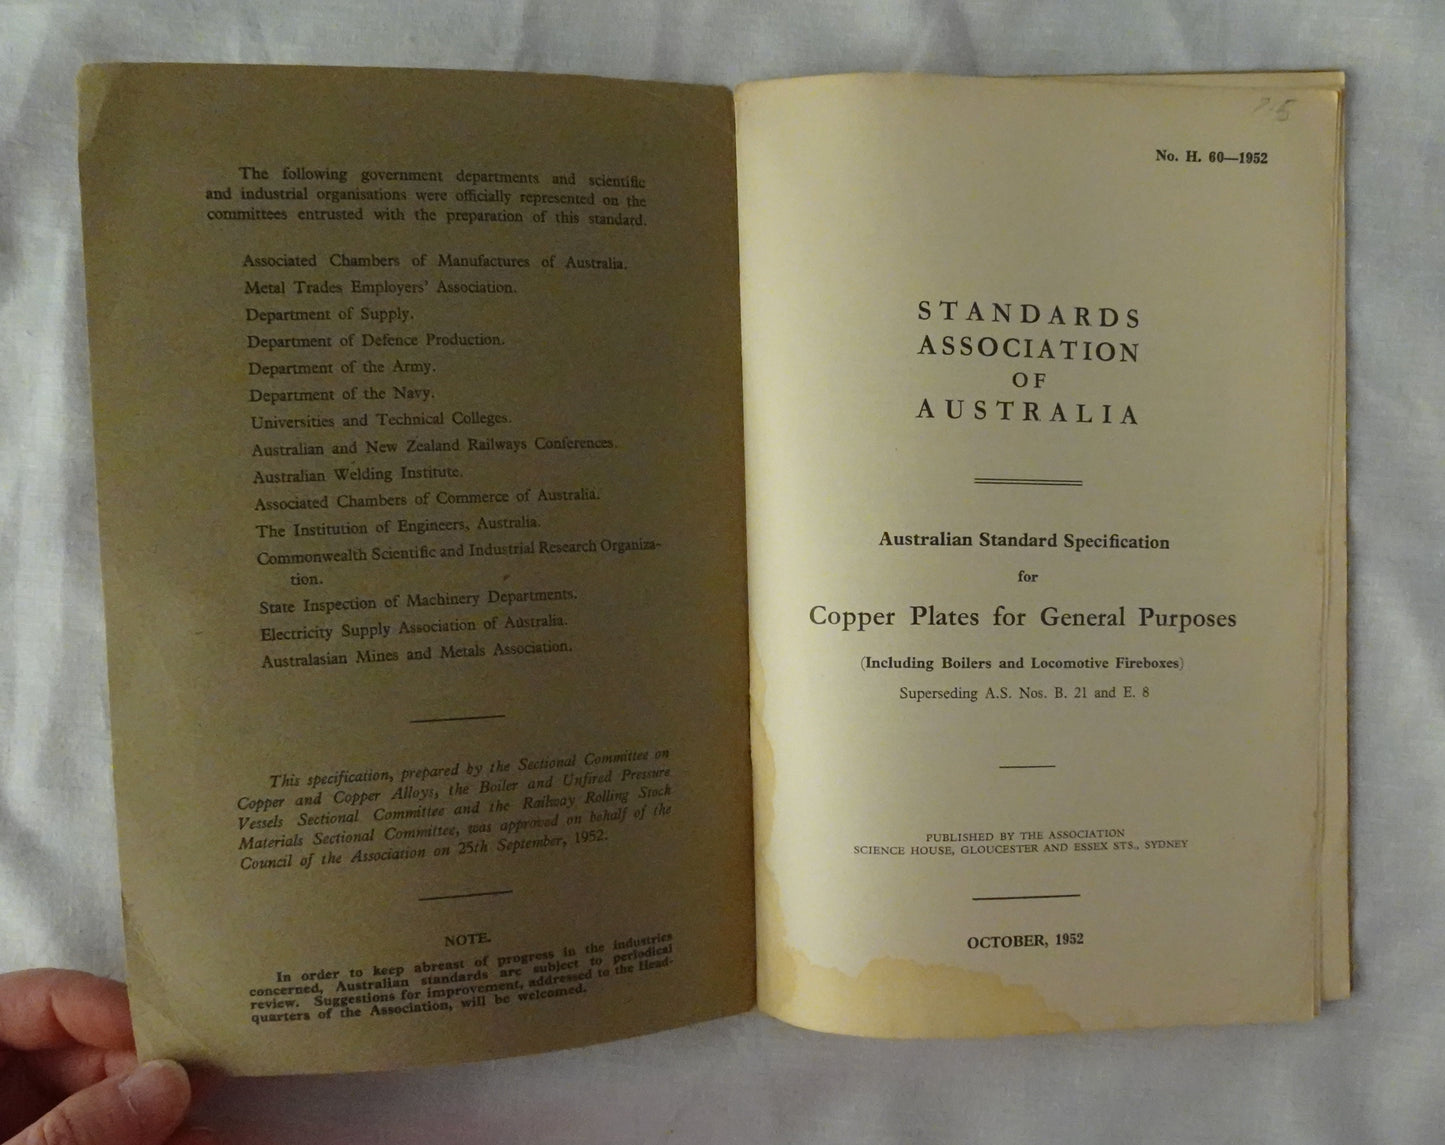 The following government departments and scientific
and industrial organisations were officially represented on the
committees entrusted with the preparation of this standard.
Associated Chambers of Manufactures of Australia.
Metal Trades Employers' Association.
Department of Supply.
Department of Defence Production.
Department of the Army.
Department of the Navy.
Universities and Technical Colleges.
Australian and New Zealand Railways Conferences.
Australian Welding Institute.
Associated Chambers of Commerce of Australia.
The Institution of Engineers, Australia.
Commonwealth Scientific and Industrial Research Organiza-
tion.
State Inspection of Machinery Departments.
Electricity Supply Association of Australia.
Australasian Mines and Metals Association.
This specification, prepared by the Sectional Committee on
Copper and Copper Alloys, the Boiler and Unfired Pressure
Vessels Sectional Committee and the Railway Rolling Stock
Materials Sectional Committee, was approved on behalf of the
Council of the Association on 25th September, 1952.
NOTE.
In order to keep abreast of progress in the industries
concerned, Australian standards are subject to periodical
review. Suggestions for improvement, addressed to the Head-
quarters of the Association, will be welcomed.
No. H. 60—1952
STANDARDS
ASSOCIATION
OF
AUSTRALIA
Australian Standard Specification
for
Copper Plates for General Purposes
(Including Boilers and Locomotive Fireboxes)
Superseding A.S. Nos. B. 21 and E. 8
PUBLISHED BY THE ASSOCIATION
SCIENCE HOUSE, GLOUCESTER AND ESSEX STS., SYDNEY
OCTOBER, 1952